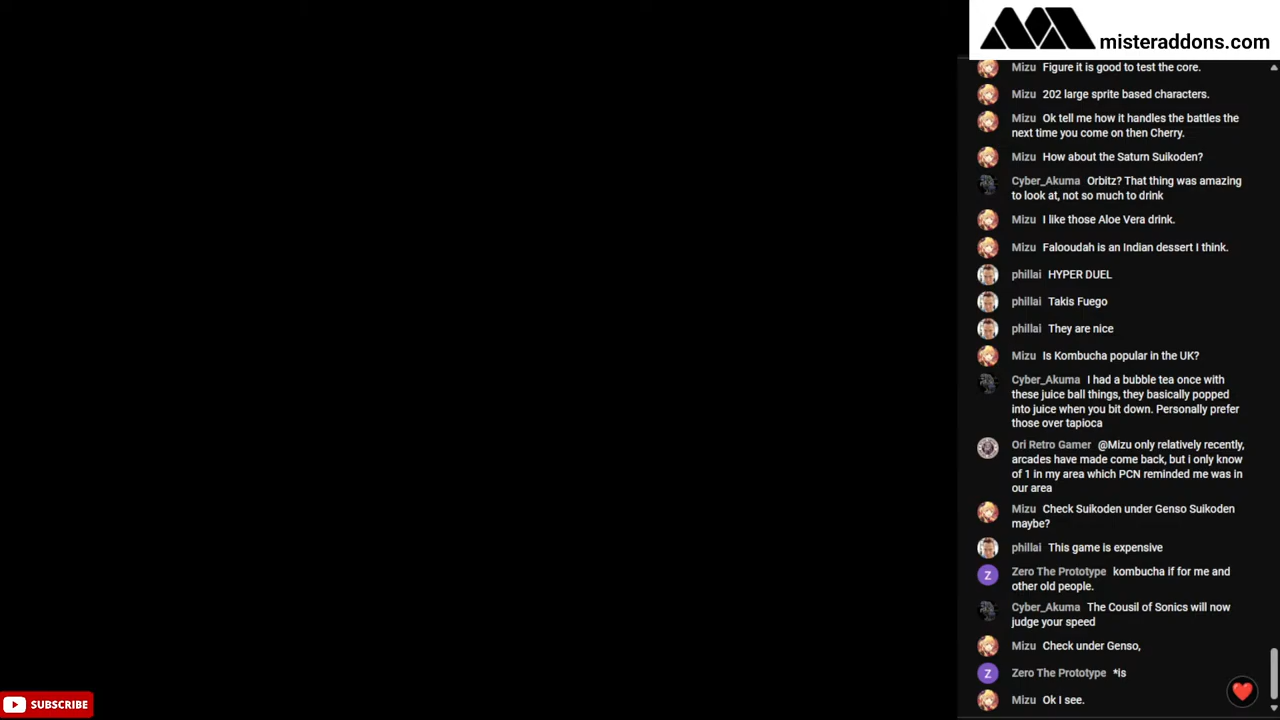 misteraddons.com
Mizu Figure it is good to test the core.
Mizu 202 large sprite based characters.
Mizu Ok tell me how it handles the battles the
next time you come on then Cherry.
Mizu How about the Saturn Suikoden?
Cyber_Akuma Orbitz? That thing was amazing
to look at, not so much to drink
Mizu I like those Aloe Vera drink.
Mizu Falooudah is an Indian dessert I think.
phillai HYPER DUEL
phillai Takis Fuego
phillai They are nice
Mizu Is Kombucha popular in the UK?
Cyber_Akuma I had a bubble tea once with
these juice ball things, they basically popped
into juice when you bit down. Personally prefer
those over tapioca
Ori Retro Gamer @Mizu only relatively recently,
arcades have made come back, but i only know
of 1 in my area which PCN reminded me was in
our area
Mizu Check Suikoden under Genso Suikoden
maybe?
phillai This game is expensive
Z Zero The Prototype kombucha if for me and
other old people.
Cyber_Akuma The Cousil of Sonics will now
judge your speed
Mizu Check under Genso,
Z Zero The Prototype *is
Mizu Ok I see.
SUBSCRIBE